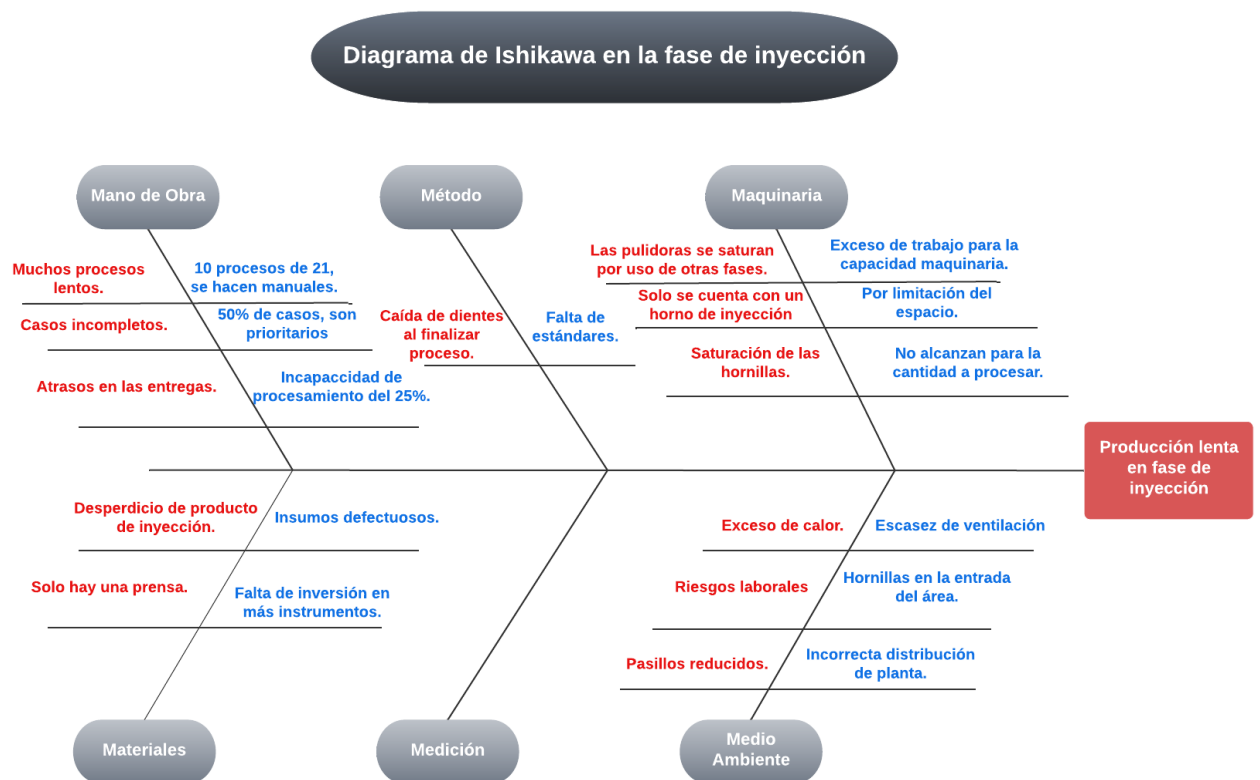 Diagrama de Ishikawa en la fase de inyección
Mano de Obra
Método
Maquinaria
Muchos procesos
lentos.
10 procesos de 21,
se hacen manuales.
Casos incompletos.
50% de casos, son
prioritarios
Atrasos en las entregas.
Incapaccidad de
procesamiento del 25%.
Caída de dientes
al finalizar
proceso.
Falta de
estándares.
Las pulidoras se saturan
por uso de otras fases.
Exceso de trabajo para la
capacidad maquinaria.
Solo se cuenta con un
horno de inyección
Por limitación del
espacio.
Saturación de las
hornillas.
No alcanzan para la
cantidad a procesar.
Producción lenta
en fase de
inyección
Desperdicio de producto
de inyección.
Insumos defectuosos.
Solo hay una prensa.
Falta de inversión en
más instrumentos.
Exceso de calor.
Escasez de ventilación
Riesgos laborales
Hornillas en la entrada
del área.
Pasillos reducidos.
Incorrecta distribución
de planta.
Materiales
Medición
Medio
Ambiente